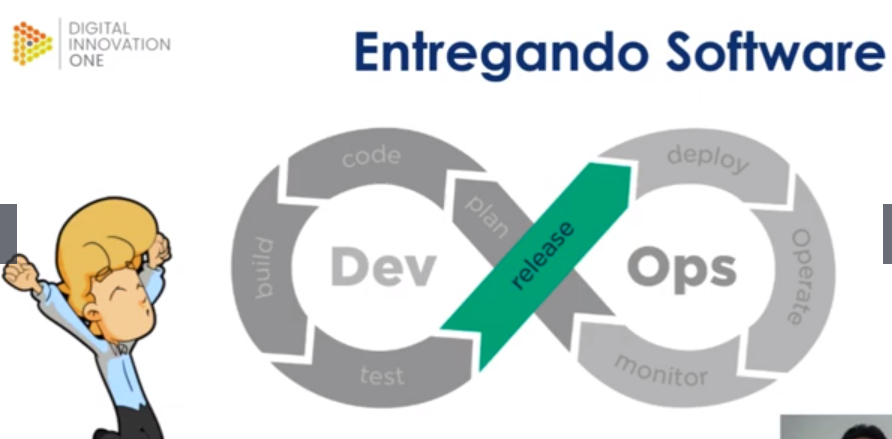 DIGITAL
INNOVATION
ONE
Entregando Software
code
deploy
plan
build
Dev
release
Ops
Operate
test
monitor